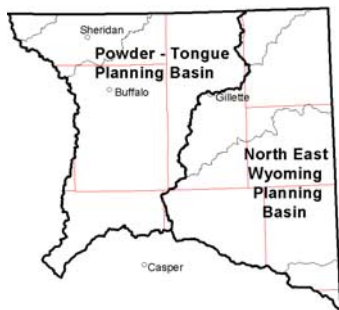 Sheridan
Powder - Tongue
Planning Basin
Buffalo
Gillette
North East
Wyoming
Planning
Basin
Casper